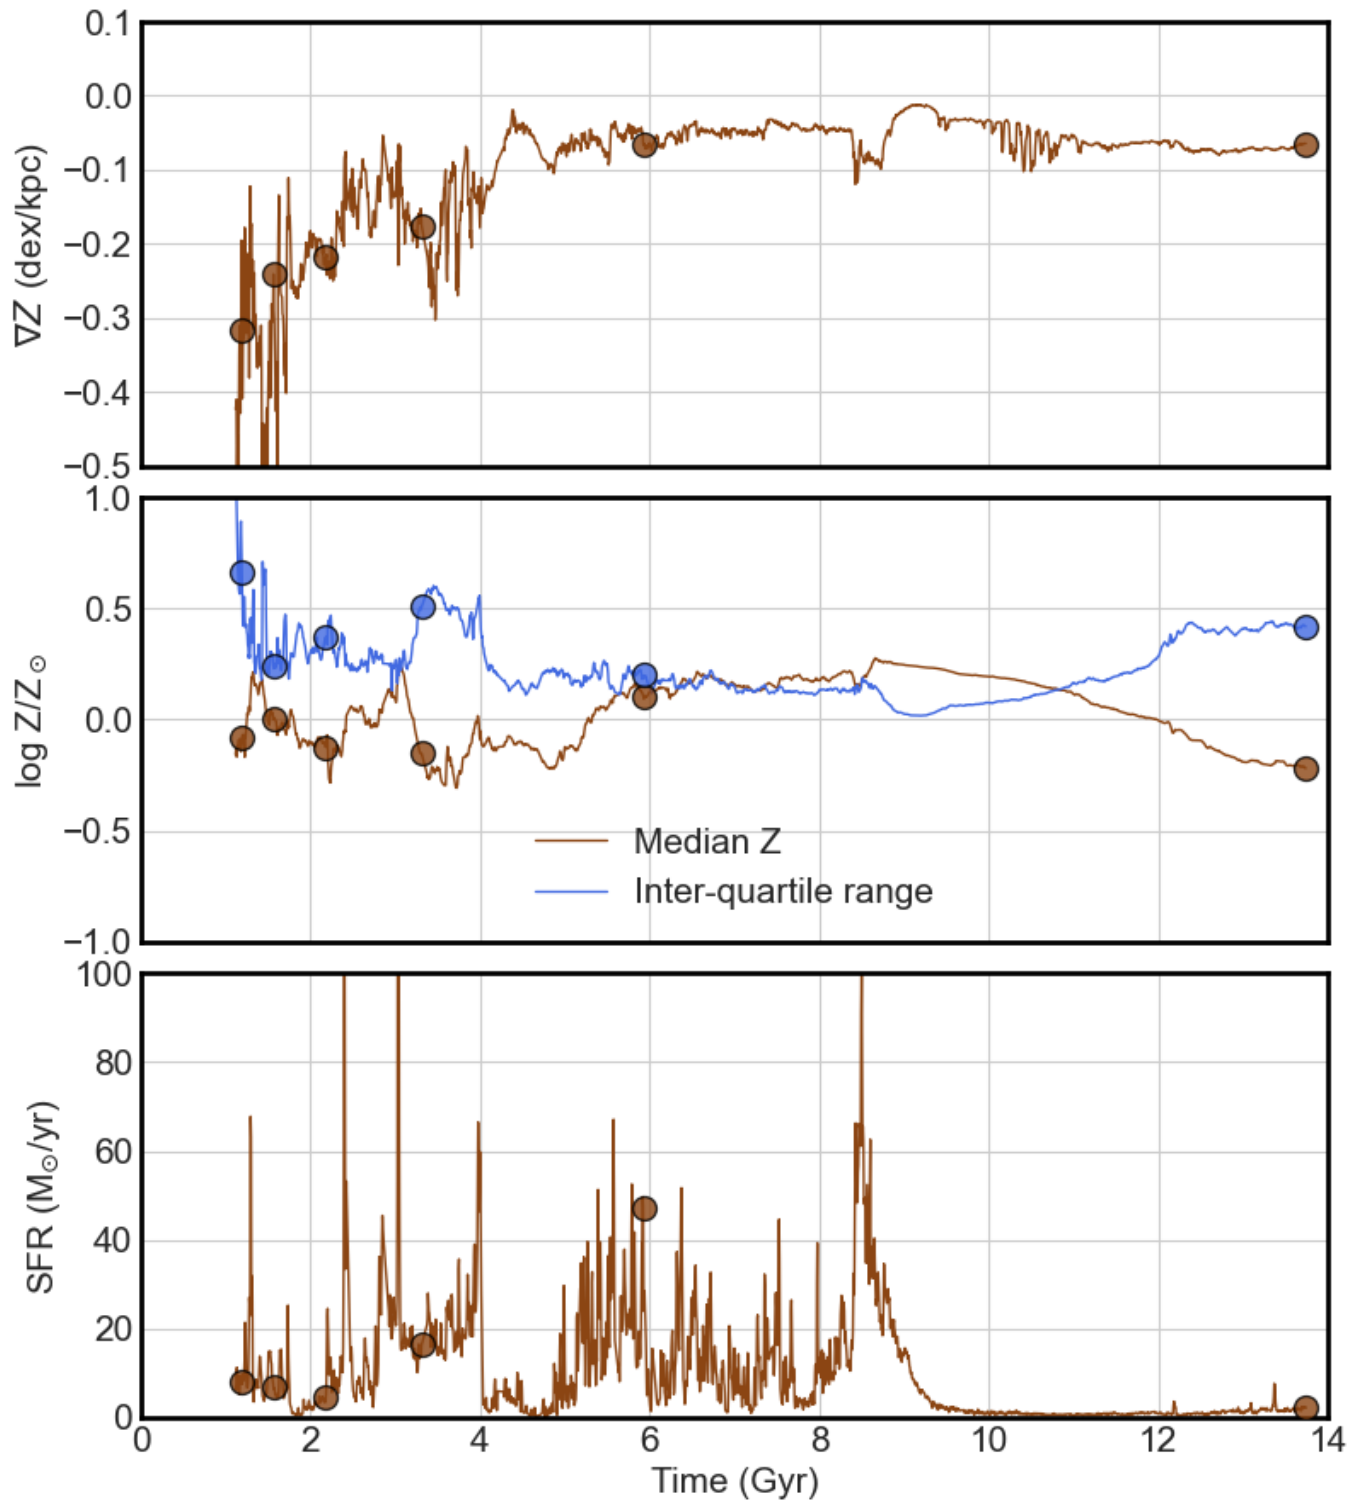 0.1
0.0
−0.1
−0.2
−0.3
−0.4
−0.5
∇Z (dex/kpc)
1.0
0.5
0.0
−0.5
−1.0
log Z/Z⊙
Median Z
Inter-quartile range
100
80
60
40
20
0
SFR (M⊙/yr)
0 2 4 6 8 10 12 14
Time (Gyr)